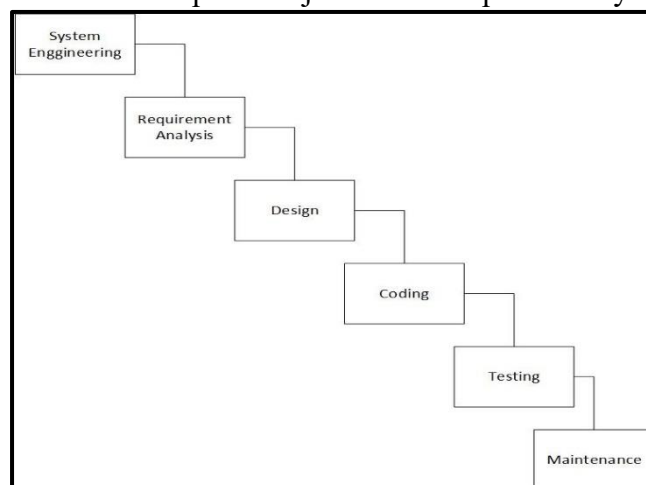 System
Enggineering
Requirement
Analysis
Design
Coding
Testing
Maintenance